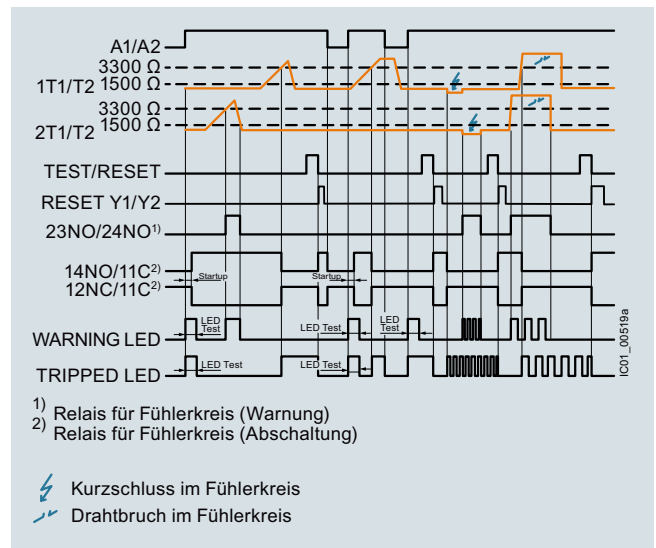 A1/A2
3300 Ω
1T1/T2 1500 Ω
3300 Ω
1500 Ω
2T1/T2
TEST/RESET
RESET Y1/Y2
23NO/24NO1)
14NO/11C2)
Startup
Startup
12NC/11C2)
LED
Test
LED Test
LED
Test
WARNING LED
LED Test
LED Test
TRIPPED LED
IC01_00519a
1) Relais für Fühlerkreis (Warnung)
2) Relais für Fühlerkreis (Abschaltung)
Kurzschluss im Fühlerkreis
Drahtbruch im Fühlerkreis